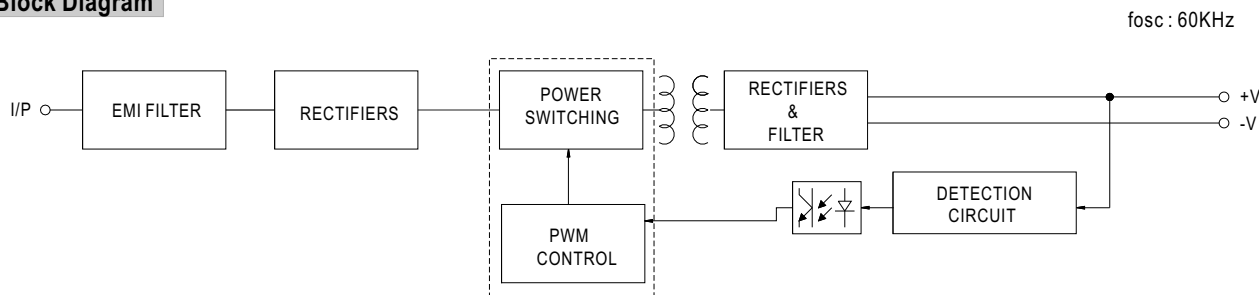 Block Diagram
fosc : 60KHz
I/P
EMI FILTER
RECTIFIERS
POWER
SWITCHING
RECTIFIERS
&
FILTER
+V
-V
DETECTION
CIRCUIT
PWM
CONTROL